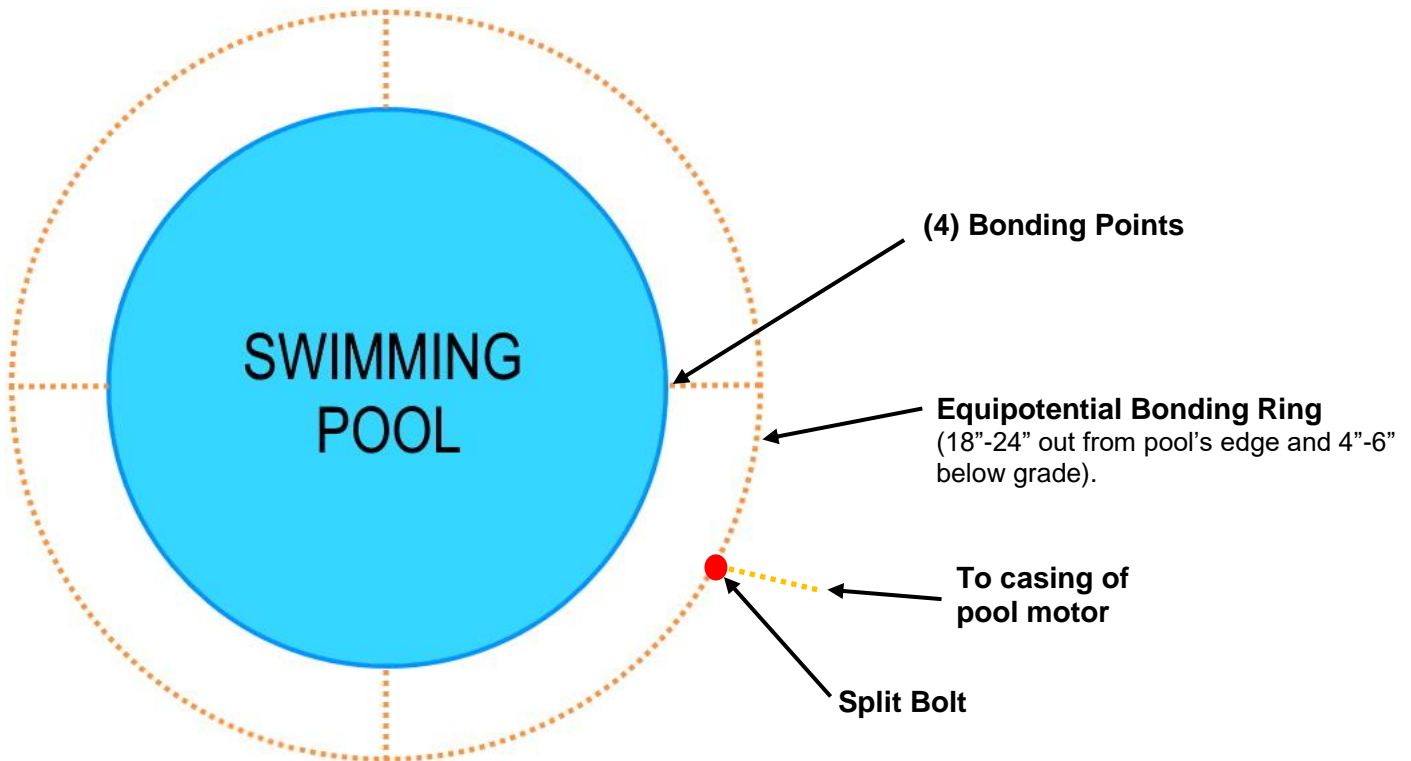 SWIMMING
POOL
(4) Bonding Points
Equipotential Bonding Ring
(18”-24” out from pool’s edge and 4”-6”
below grade).
To casing of
pool motor
Split Bolt